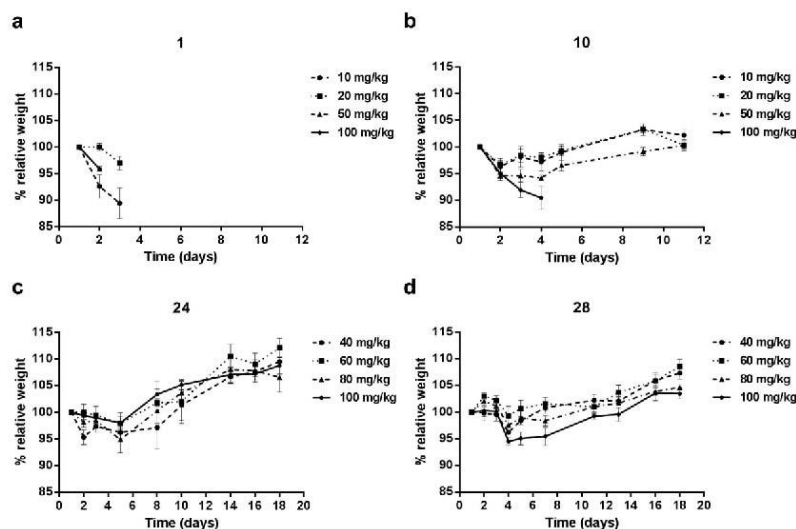 a
1
115
110
105
100
95
90
85
% relative weight
0 2 4 6 8 10 12
Time (days)
10 mg/kg
20 mg/kg
50 mg/kg
100 mg/kg
b
10
115
110
105
100
95
90
85
% relative weight
0 1 2 3 4 5 6 7 8 9 10 11 12
Time (days)
10 mg/kg
20 mg/kg
50 mg/kg
100 mg/kg
c
24
115
110
105
100
95
90
85
% relative weight
0 2 4 6 8 10 12 14 16 18 20
Time (days)
40 mg/kg
60 mg/kg
80 mg/kg
100 mg/kg
d
28
115
110
105
100
95
90
85
% relative weight
0 2 4 6 8 10 12 14 16 18 20
Time (days)
40 mg/kg
60 mg/kg
80 mg/kg
100 mg/kg